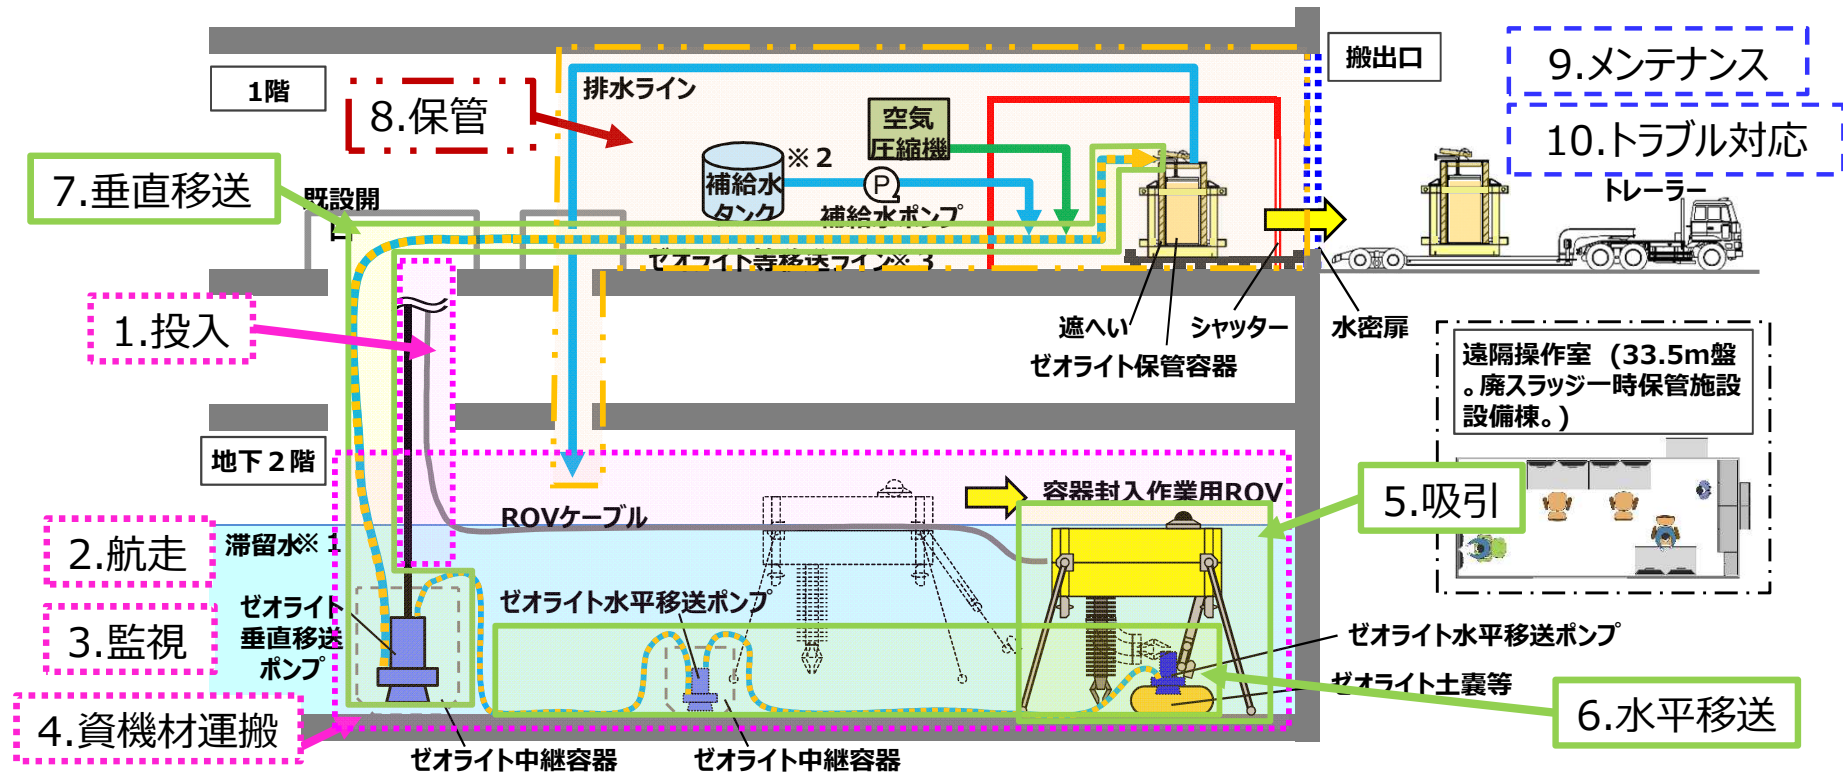 1階
8.保管
排水ライン
空気
圧縮機
搬出口
9.メンテナンス
10.トラブル対応
7.垂直移送
既設開
口
※2
補給水
タンク
P
補給水ポンプ
トレーラー
ゼオライト等移送ライン※3
1.投入
遮へい
シャッター
水密扉
ゼオライト保管容器
遠隔操作室 (33.5m盤
。廃スラッジ一時保管施設
設備棟。)
地下2階
容器封入作業用ROV
5.吸引
ROVケーブル
2.航走
滞留水※1
3.監視
ゼオライト
垂直移送
ポンプ
ゼオライト水平移送ポンプ
ゼオライト水平移送ポンプ
ゼオライト土嚢等
4.資機材運搬
6.水平移送
ゼオライト中継容器
ゼオライト中継容器